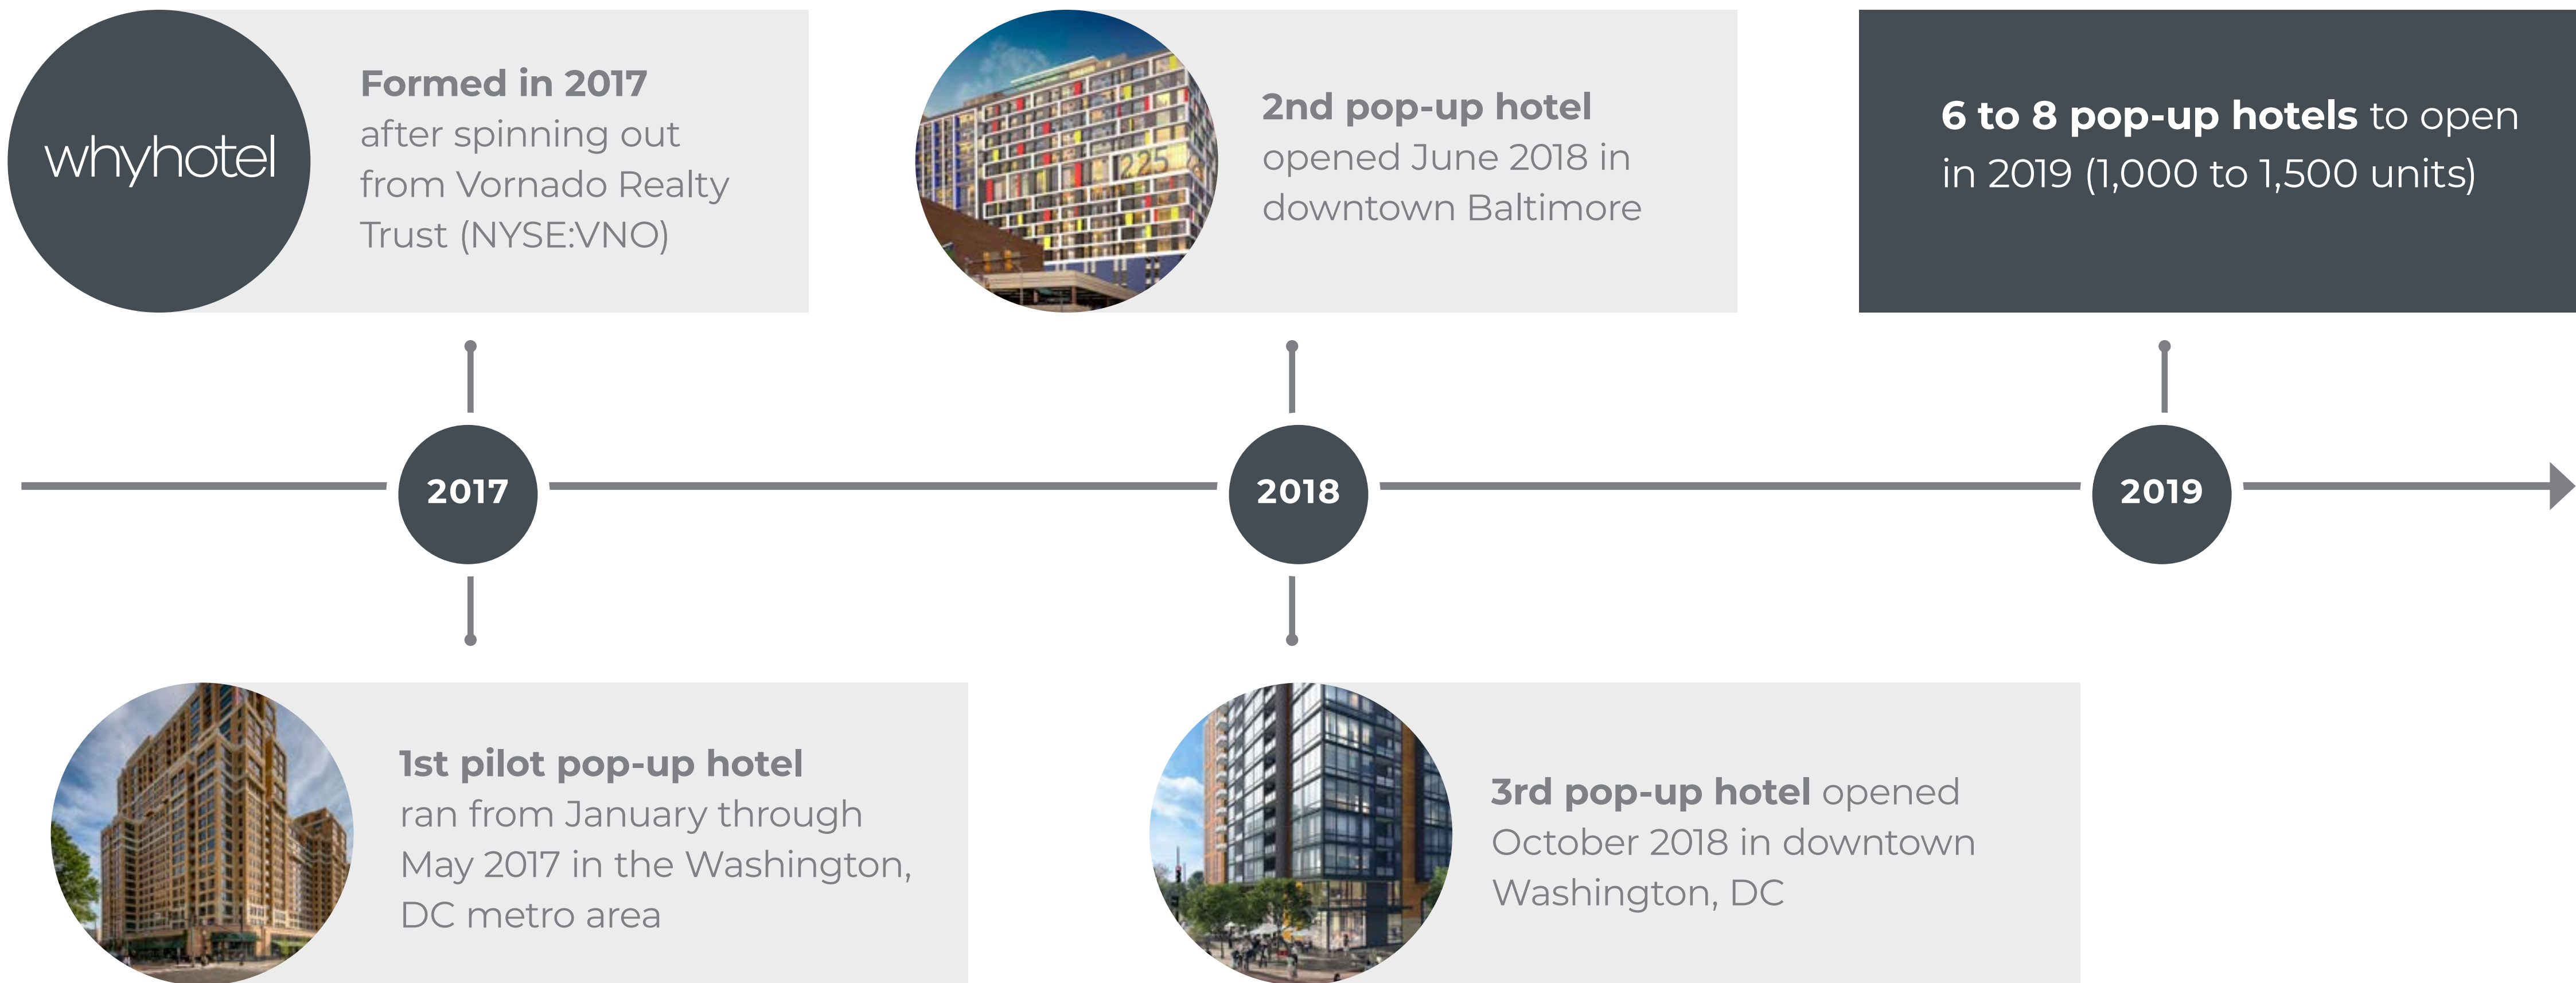 whyhotel
Formed in 2017
after spinning out
from Vornado Realty
Trust (NYSE:VNO)
225
2nd pop-up hotel
opened June 2018 in
downtown Baltimore
6 to 8 pop-up hotels to open
in 2019 (1,000 to 1,500 units)
2017
2018
2019
1st pilot pop-up hotel
ran from January through
May 2017 in the Washington,
DC metro area
3rd pop-up hotel opened
October 2018 in downtown
Washington, DC